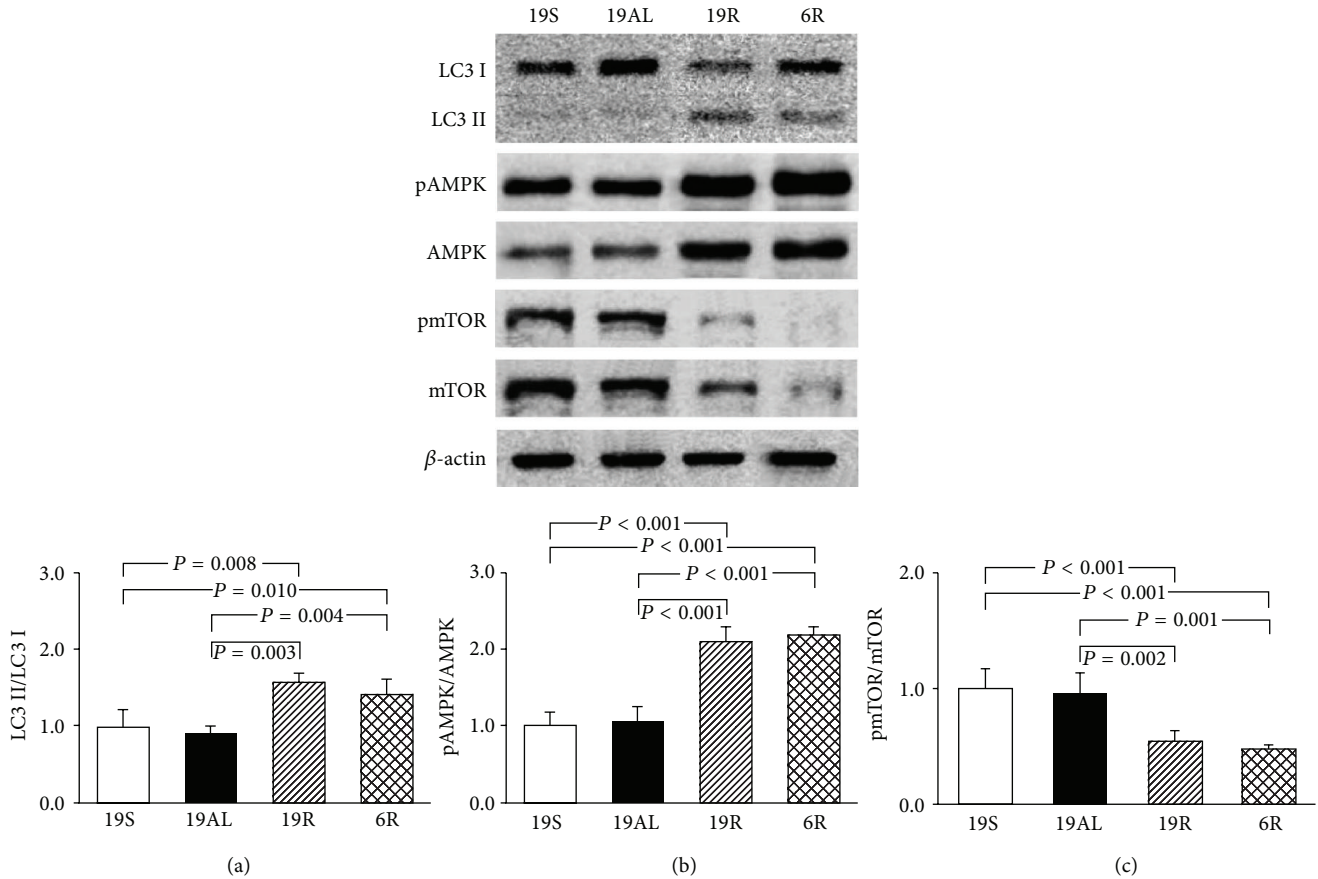 19S 19AL 19R 6R
LC3 I
LC3 II
pAMPK
AMPK
pmTOR
mTOR
β-actin
LC3 II/LC3 I
3.0
2.0
1.0
0.0
P = 0.008
P = 0.010
P = 0.004
P = 0.003
19S 19AL 19R 6R
(a)
pAMPK/AMPK
3.0
2.0
1.0
0.0
P < 0.001
P < 0.001
P < 0.001
P < 0.001
19S 19AL 19R 6R
(b)
pmTOR/mTOR
2.0
1.0
0.0
P < 0.001
P < 0.001
P = 0.001
P = 0.002
19S 19AL 19R 6R
(c)